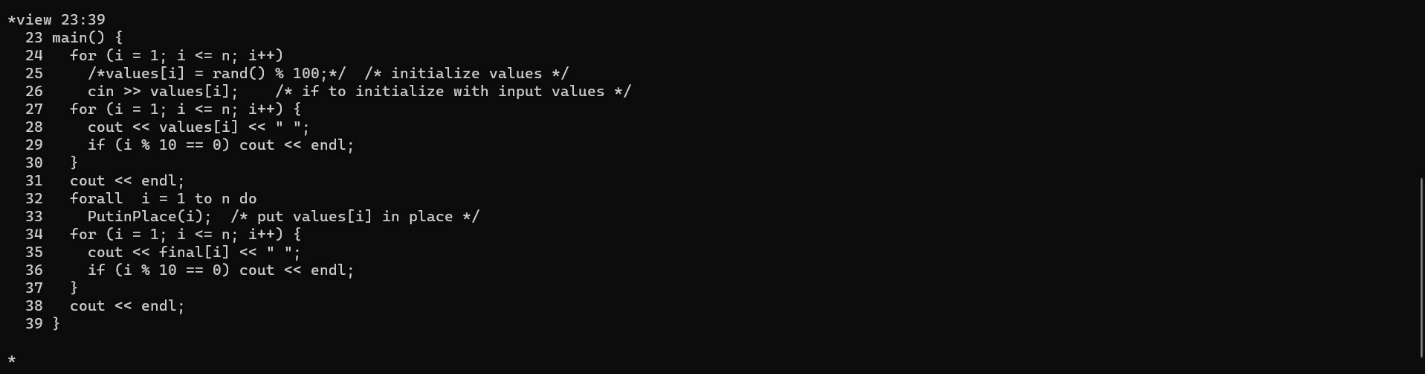 *view 23:39
  23 main() {
  24   for (i = 1; i <= n; i++)
  25     /*values[i] = rand() % 100;*/  /* initialize values */
  26     cin >> values[i];    /* if to initialize with input values */
  27   for (i = 1; i <= n; i++) {
  28     cout << values[i] << " ";
  29     if (i % 10 == 0) cout << endl;
  30   }
  31   cout << endl;
  32   forall  i = 1 to n do
  33     PutinPlace(i);  /* put values[i] in place */
  34   for (i = 1; i <= n; i++) {
  35     cout << final[i] << " ";
  36     if (i % 10 == 0) cout << endl;
  37   }
  38   cout << endl;
  39 }
*